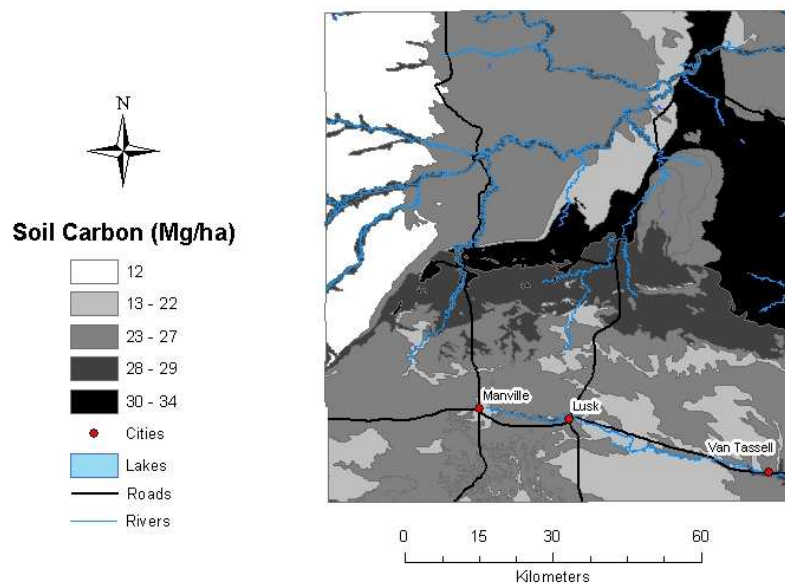 N
Soil Carbon (Mg/ha)
12
13 - 22
23 - 27
28 - 29
30 - 34
Cities
Lakes
Roads
Rivers
Manville
Lusk
Van Tassell
0 15 30 60
Kilometers